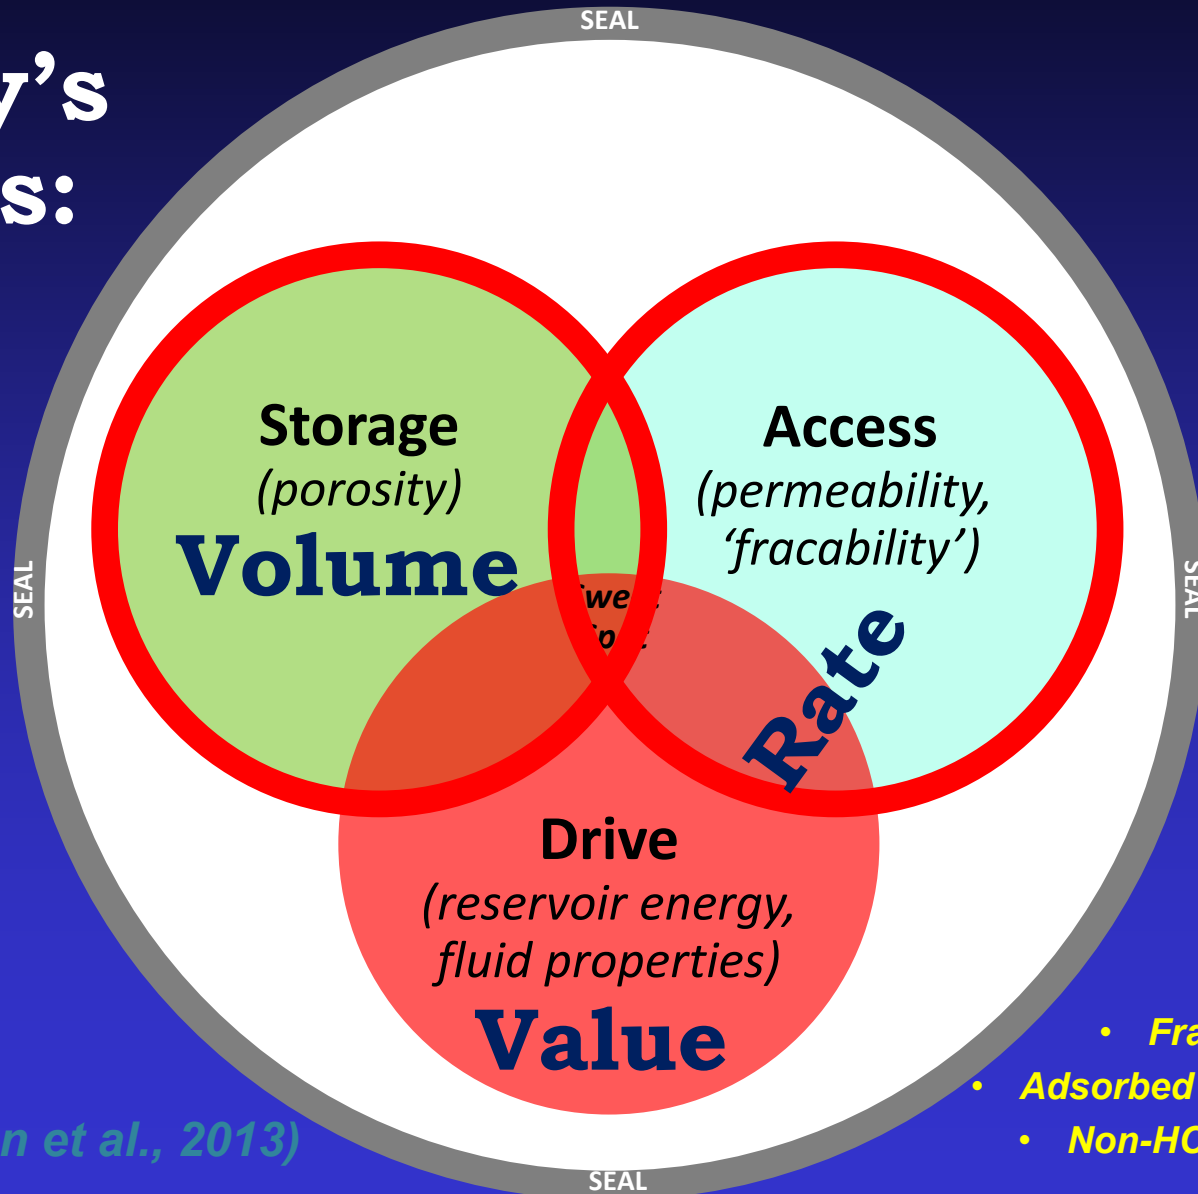 SEAL
y's
s:
Storage
(porosity)
Volume
Access
(permeability,
‘fracability’)
Rate
SEAL
SEAL
Drive
(reservoir energy,
fluid properties)
Value
• Fra
• Adsorbed
• Non-HC
n et al., 2013)
SEAL